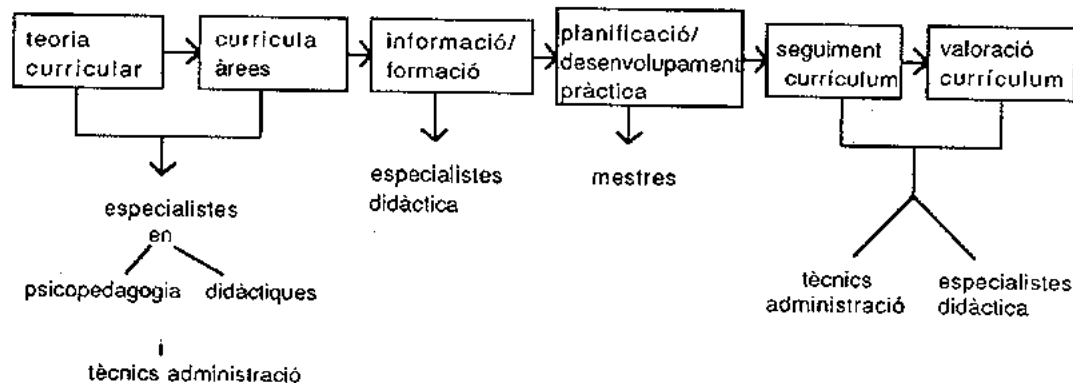 teoria
curricular
currícula
àrees
informació/
formació
planificació/
desenvolupament
pràctica
seguiment
currículum
valoració
currículum
especialistes
en
psicopedagogia
didàctiques
i
tècnics administració
especialistes
didàctica
mestres
tècnics
administració
especialistes
didàctica